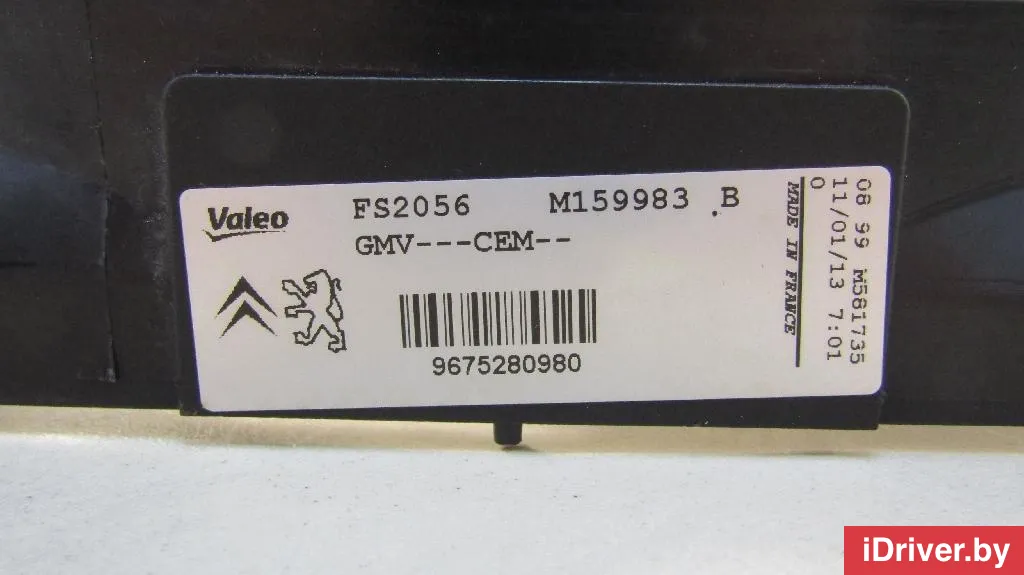 Valeo
FS2056 M159983 .B
GMV---CEM--
9675280980
MADE IN FRANCE
08 99 M581735
11/01/13 7:01
0
iDriver.by